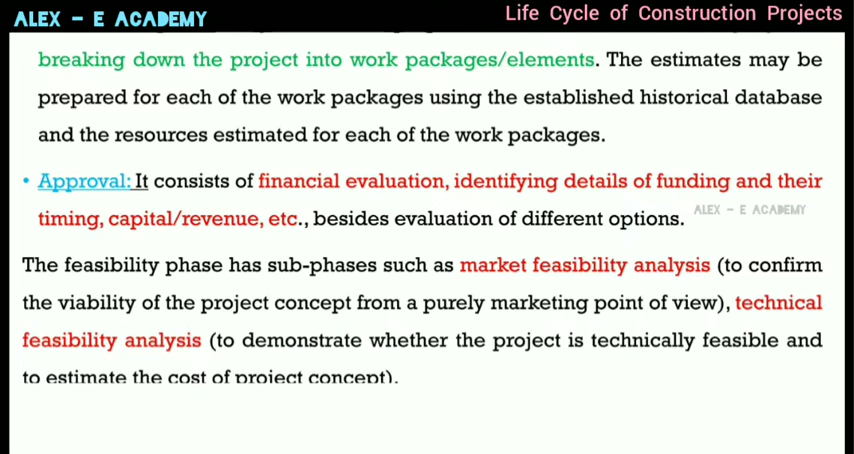 ALEX - E ACADEMY
Life Cycle of Construction Projects
breaking down the project into work packages/elements. The estimates may be
prepared for each of the work packages using the established historical database
and the resources estimated for each of the work packages.
• Approval: It consists of financial evaluation, identifying details of funding and their
timing, capital/revenue, etc., besides evaluation of different options.
ALEX - E ACADEMY
The feasibility phase has sub-phases such as market feasibility analysis (to confirm
the viability of the project concept from a purely marketing point of view), technical
feasibility analysis (to demonstrate whether the project is technically feasible and
to estimate the cost of project concept).